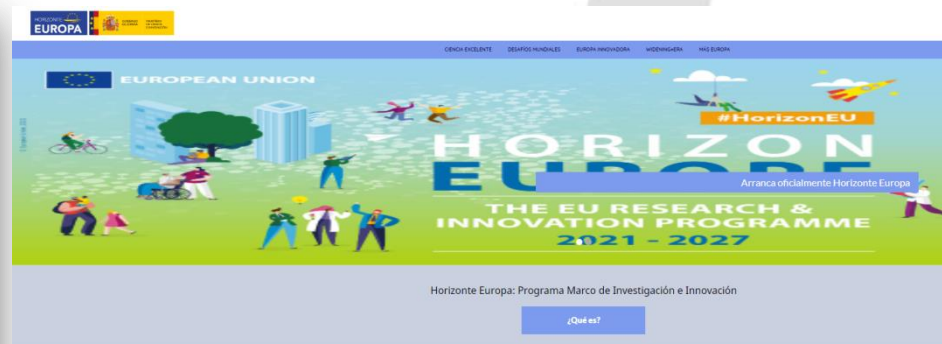 HORIZONTE
EUROPA
CIENCIA EXCELENTE DESAFÍOS MUNDIALES EUROPA INNOVADORA WIDENING+ERA MÁS EUROPA
EUROPEAN UNION
#HorizonEU
HORIZON
EUROPE
Arranca oficialmente Horizonte Europa
THE EU RESEARCH &
INNOVATION PROGRAMME
2021 - 2027
Horizonte Europa: Programa Marco de Investigación e Innovación
¿Qué es?